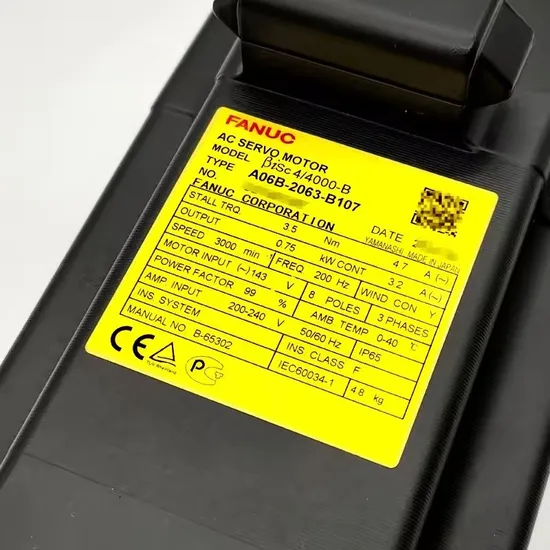 FANUC
AC SERVO MOTOR
MODEL βiSc 4/4000-B
TYPE A06B-2063-B107
NO.
DATE
FANUC CORPORATION YAMANASHI MADE IN JAPAN
STALL TRQ. 3.5 Nm 4.7 A (~)
OUTPUT 0.75 kW CONT 3.2 A (~)
SPEED 3000 min FREQ 200 Hz WIND CON Y
MOTOR INPUT (~) 143 V 8 POLES 3 PHASES
POWER FACTOR 99 % AMB TEMP 0-40 ℃
AMP INPUT 200-240 V 50/60 Hz IP65
INS SYSTEM INS CLASS F
MANUAL NO B-65302 IEC60034-1 4.8 kg
CE